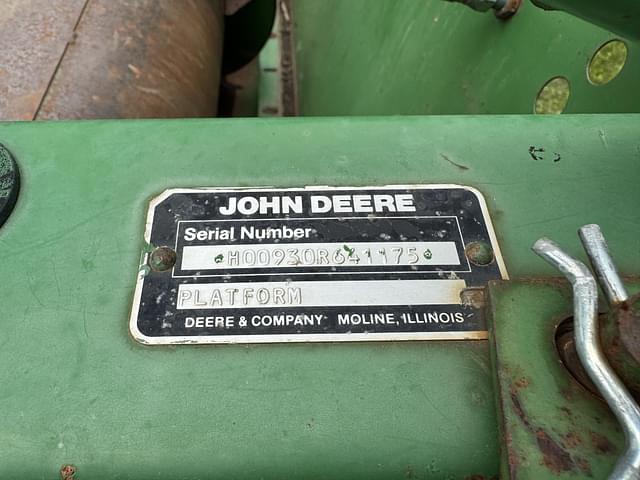 JOHN DEERE
Serial Number
*H00930R641175*
PLATFORM
DEERE & COMPANY MOLINE, ILLINOIS